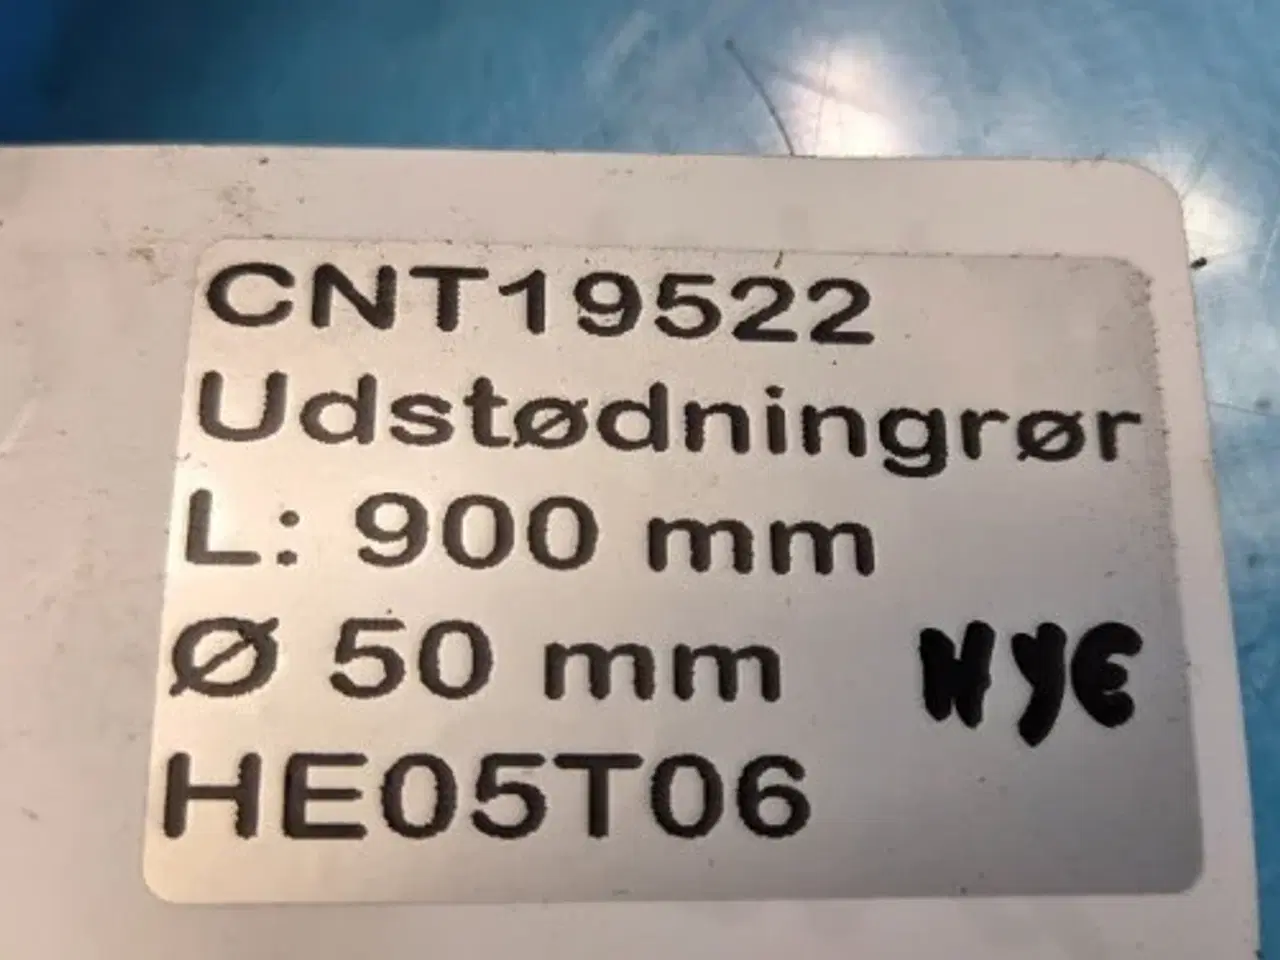 CNT19522
Udstødningrør
L: 900 mm
Ø 50 mm NYE
HE05T06